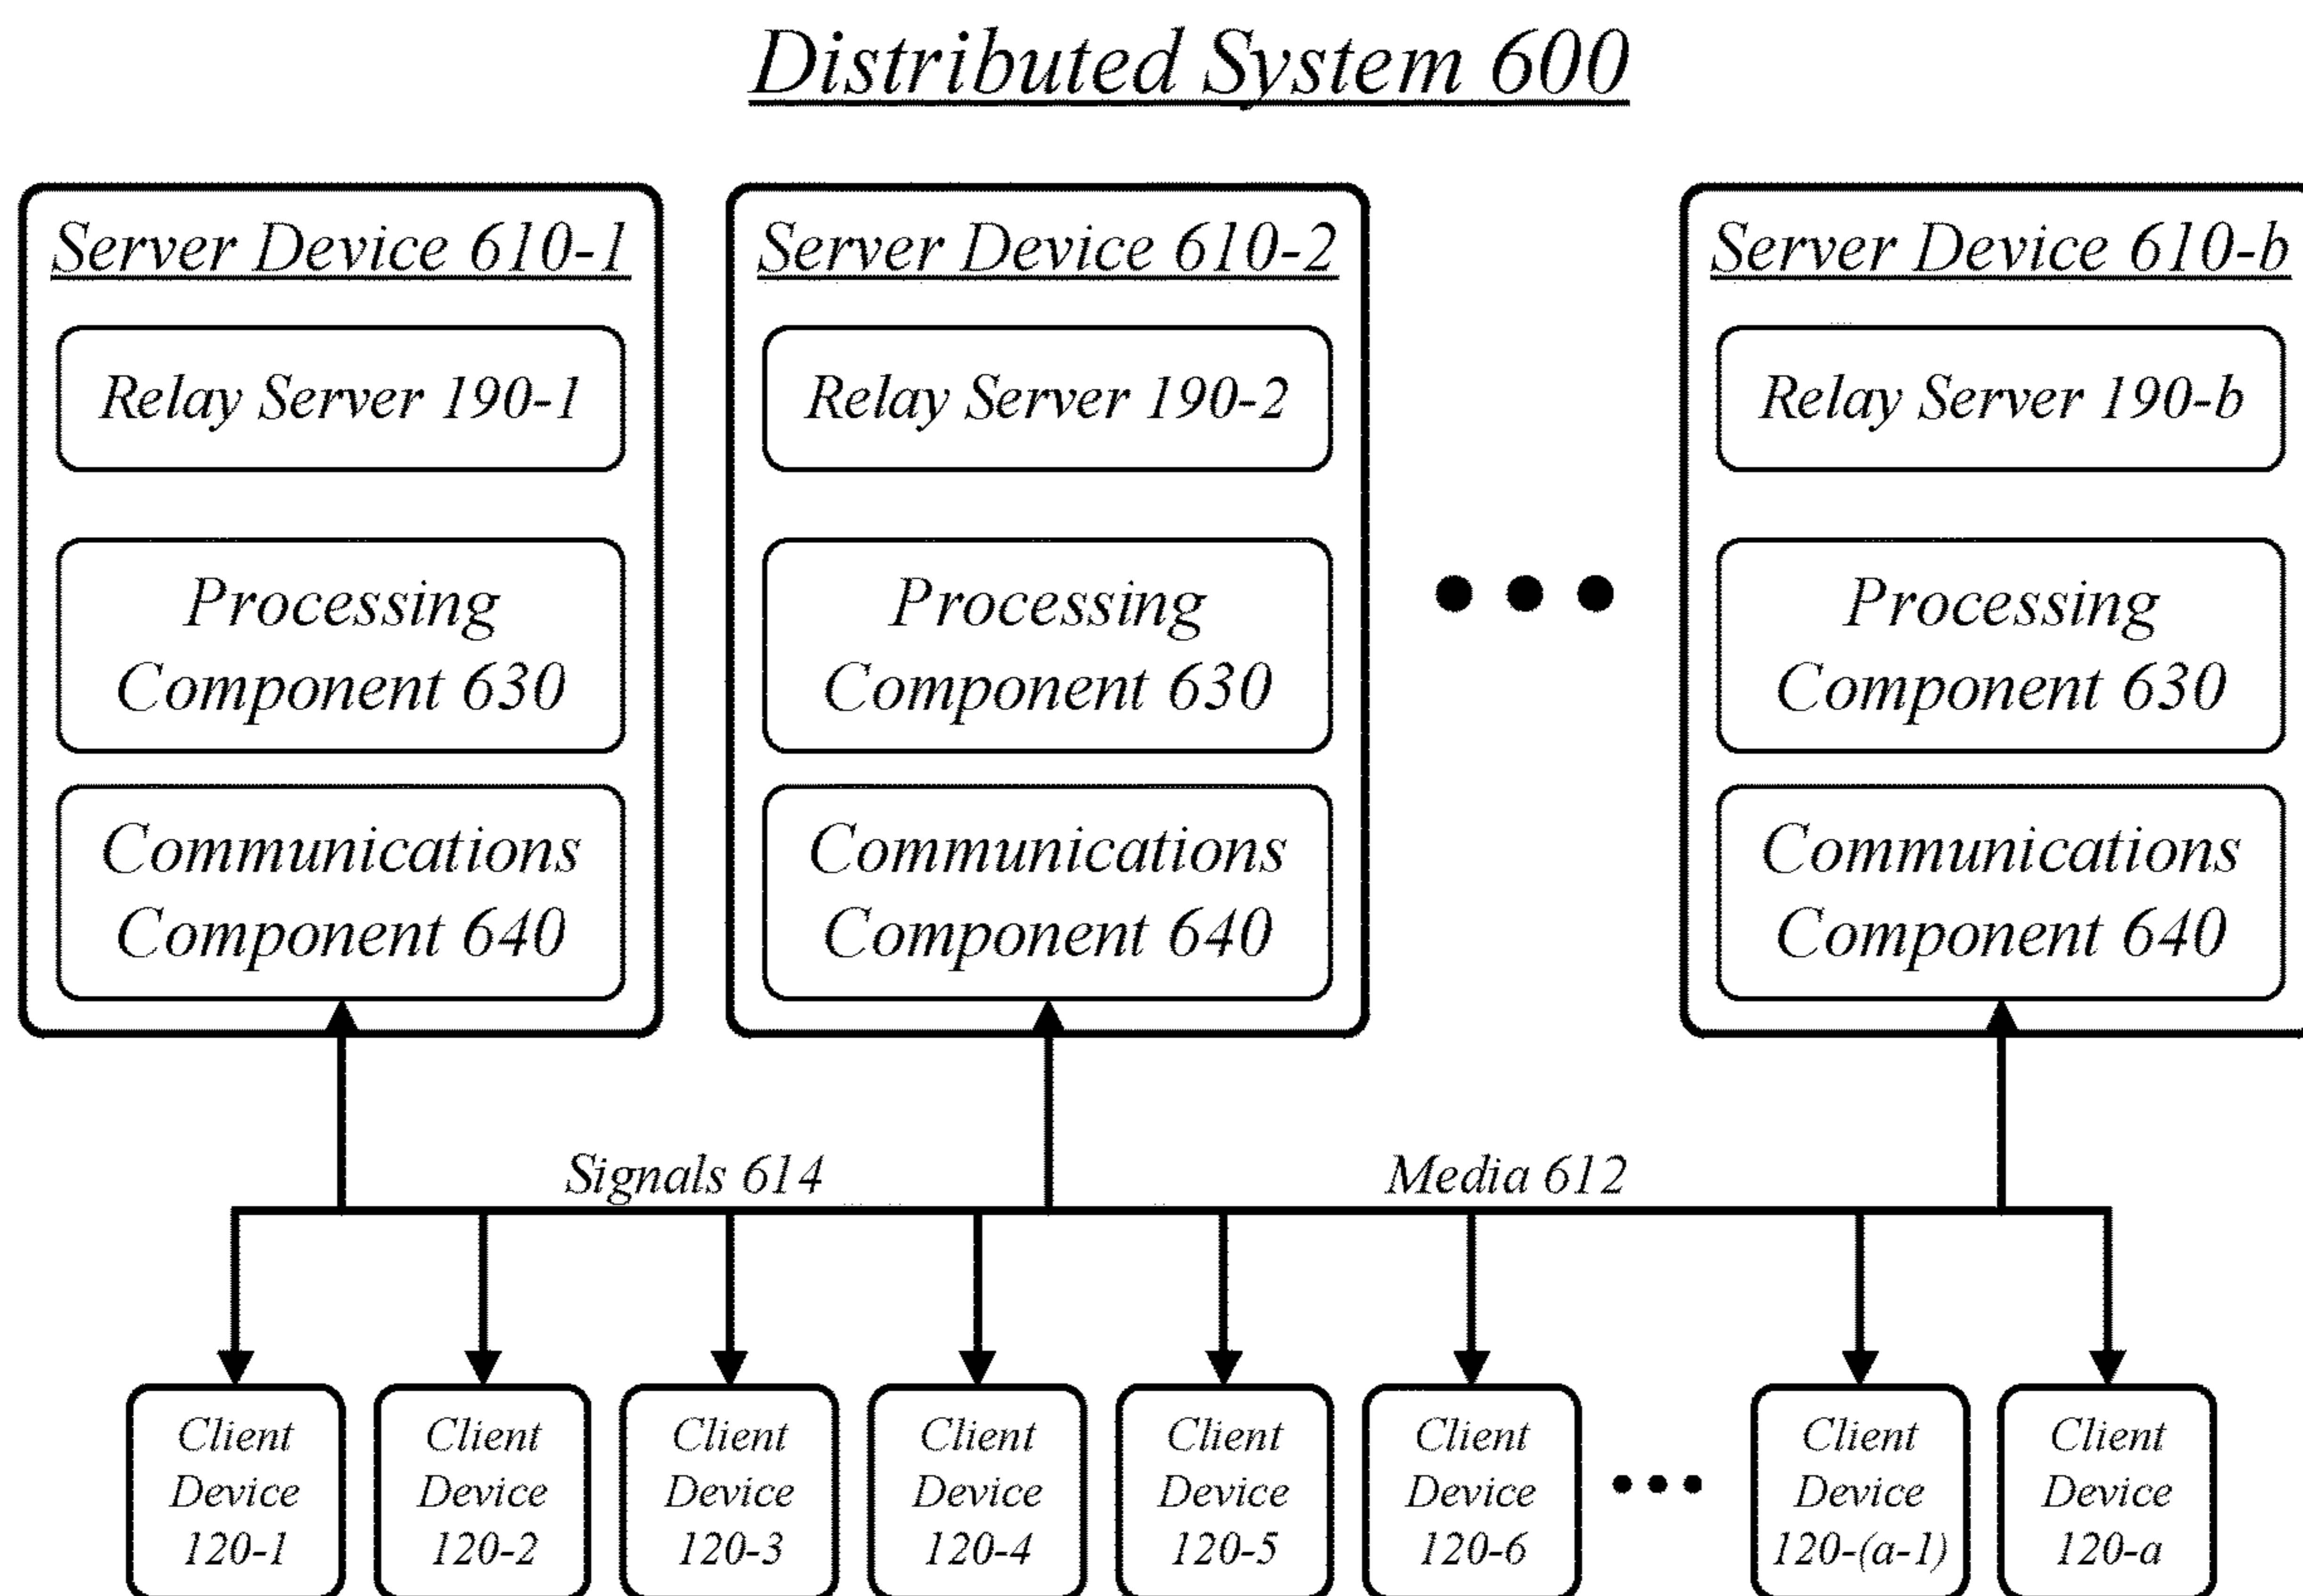 Distributed System 600
Server Device 610-1
Relay Server 190-1
Processing
Component 630
Communications
Component 640
Server Device 610-2
Relay Server 190-2
Processing
Component 630
Communications
Component 640
Server Device 610-b
Relay Server 190-b
Processing
Component 630
Communications
Component 640
Signals 614
Media 612
Client
Device
120-1
Client
Device
120-2
Client
Device
120-3
Client
Device
120-4
Client
Device
120-5
Client
Device
120-6
Client
Device
120-(a-1)
Client
Device
120-a